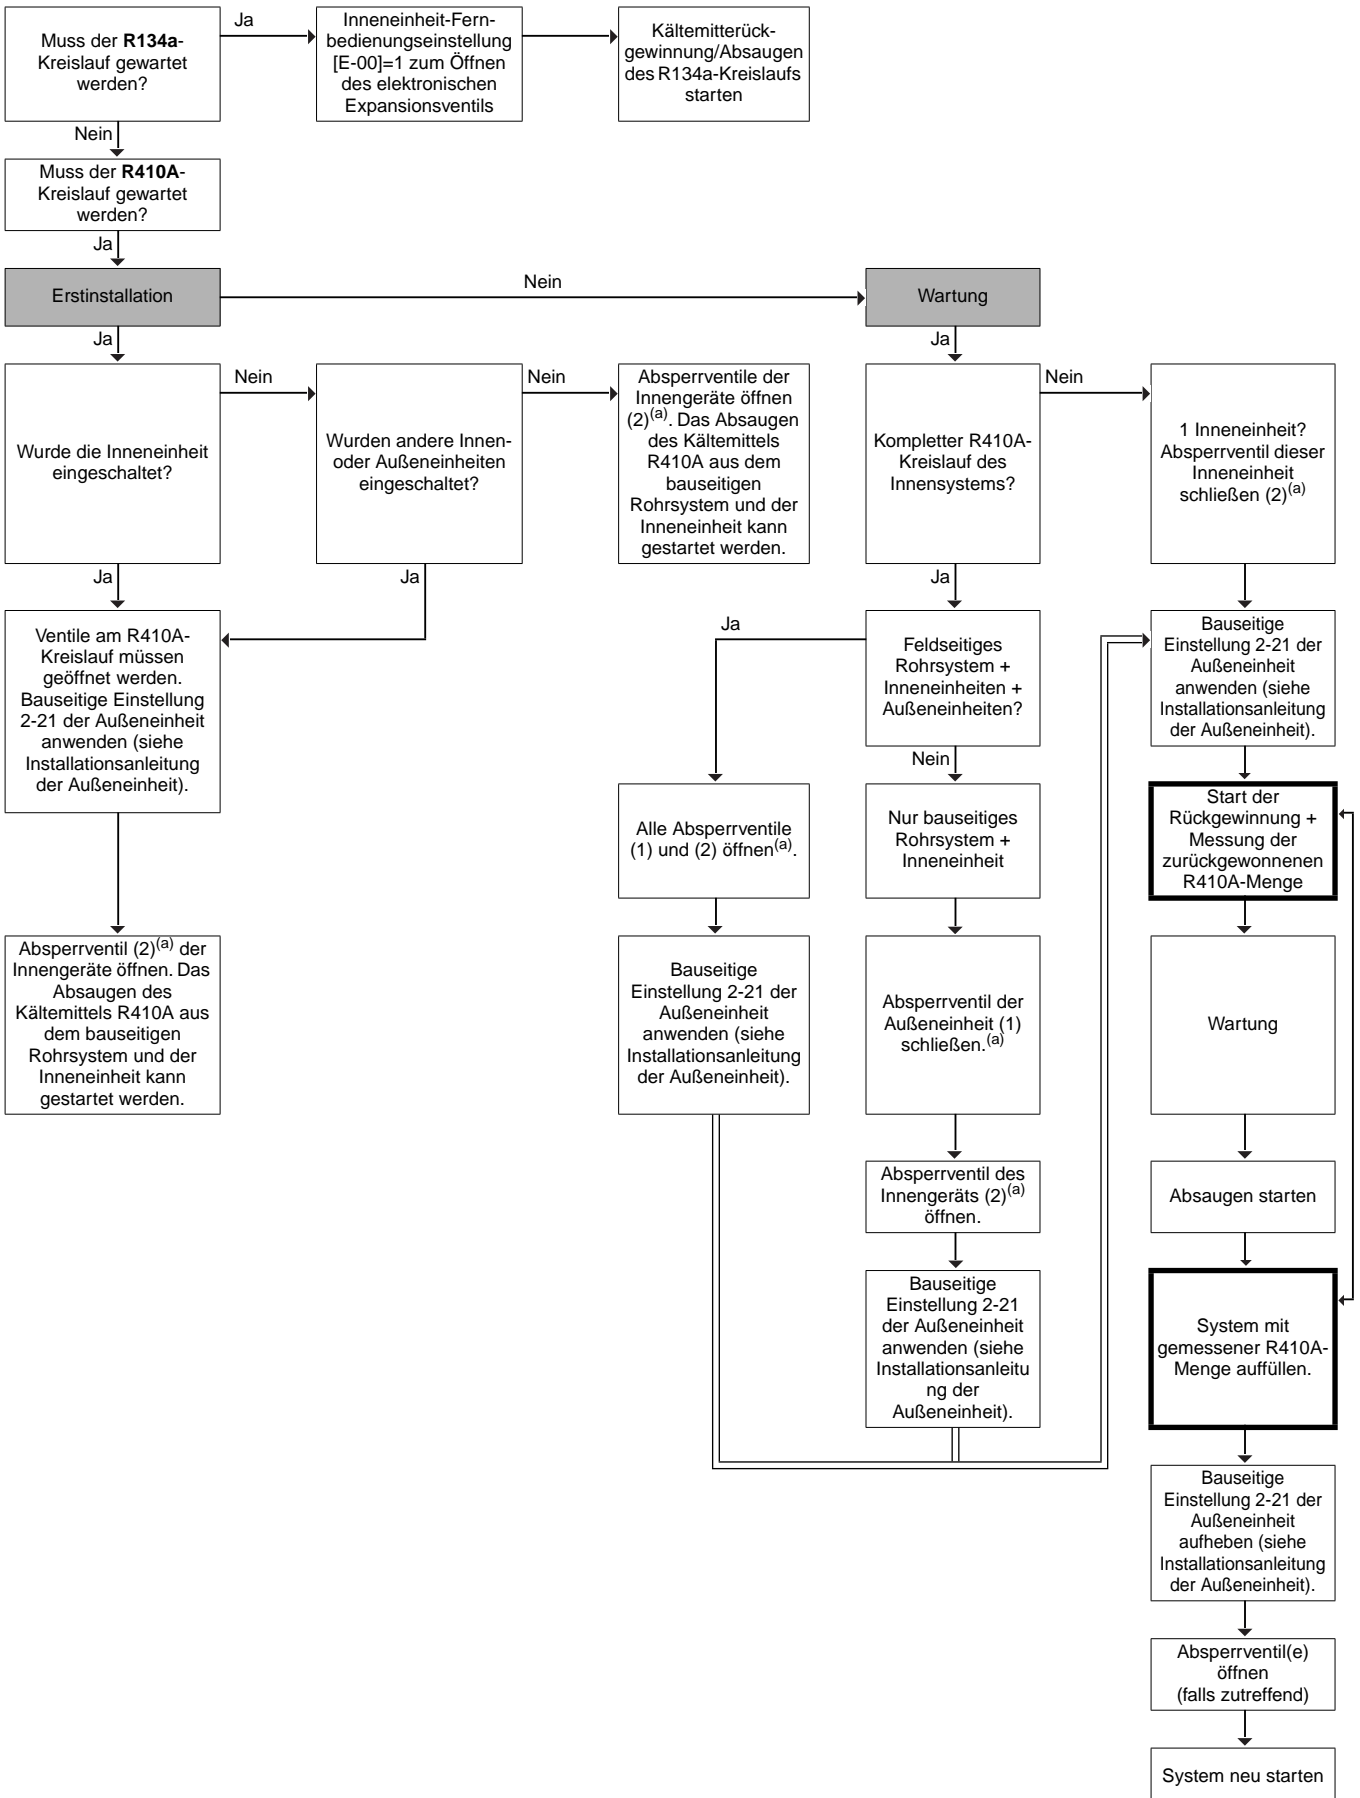 Muss der R134a-
Kreislauf gewartet
werden?
Ja
Inneneinheit-Fern-
bedienungseinstellung
[E-00]=1 zum Öffnen
des elektronischen
Expansionsventils
Kältemitterück-
gewinnung/Absaugen
des R134a-Kreislaufs
starten
Nein
Muss der R410A-
Kreislauf gewartet
werden?
Ja
Erstinstallation
Nein
Wartung
Ja
Ja
Wurde die Inneneinheit
eingeschaltet?
Nein
Wurden andere Innen-
oder Außeneinheiten
eingeschaltet?
Nein
Absperrventile der
Innengeräte öffnen
(2)(a). Das Absaugen
des Kältemittels
R410A aus dem
bauseitigen
Rohrsystem und der
Inneneinheit kann
gestartet werden.
Kompletter R410A-
Kreislauf des
Innensystems?
Nein
1 Inneneinheit?
Absperrventil dieser
Inneneinheit
schließen (2)(a)
Ja
Ja
Ja
Ventile am R410A-
Kreislauf müssen
geöffnet werden.
Bauseitige Einstellung
2-21 der Außeneinheit
anwenden (siehe
Installationsanleitung
der Außeneinheit).
Ja
Feldseitiges
Rohrsystem +
Inneneinheiten +
Außeneinheiten?
Bauseitige
Einstellung 2-21 der
Außeneinheit
anwenden (siehe
Installationsanleitung
der Außeneinheit).
Nein
Alle Absperrventile
(1) und (2) öffnen(a).
Nur bauseitiges
Rohrsystem +
Inneneinheit
Start der
Rückgewinnung +
Messung der
zurückgewonnenen
R410A-Menge
Absperrventil (2)(a) der
Innengeräte öffnen. Das
Absaugen des
Kältemittels R410A aus
dem bauseitigen
Rohrsystem und der
Inneneinheit kann
gestartet werden.
Bauseitige
Einstellung 2-21 der
Außeneinheit
anwenden (siehe
Installationsanleitung
der Außeneinheit).
Absperrventil der
Außeneinheit (1)
schließen.(a)
Wartung
Absperrventil des
Innengeräts (2)(a)
öffnen.
Absaugen starten
Bauseitige
Einstellung 2-21
der Außeneinheit
anwenden (siehe
Installationsanleitu
ng der
Außeneinheit).
System mit
gemessener R410A-
Menge auffüllen.
Bauseitige
Einstellung 2-21 der
Außeneinheit
aufheben (siehe
Installationsanleitung
der Außeneinheit).
Absperrventil(e)
öffnen
(falls zutreffend)
System neu starten